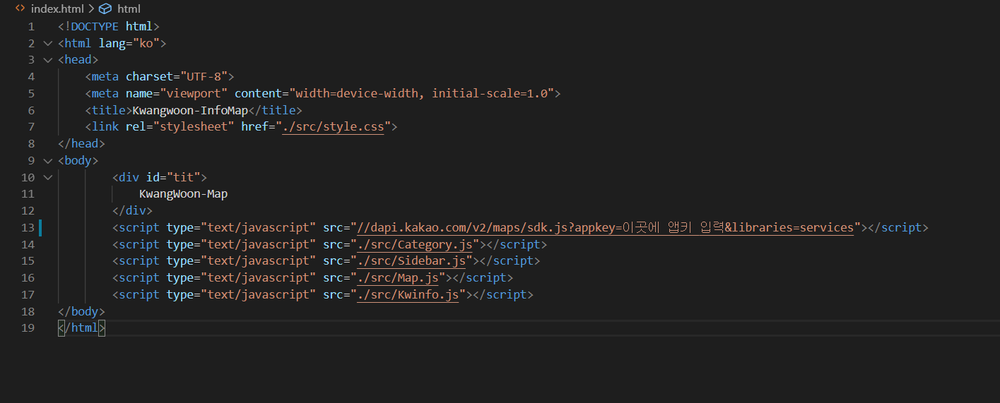 index.html > html
1 <!DOCTYPE html>
2 <html lang="ko">
3 <head>
4 <meta charset="UTF-8">
5 <meta name="viewport" content="width=device-width, initial-scale=1.0">
6 <title>Kwangwoon-InfoMap</title>
7 <link rel="stylesheet" href="./src/style.css">
8 </head>
9 <body>
10 <div id="tit">
11 KwangWoon-Map
12 </div>
13 <script type="text/javascript" src="//dapi.kakao.com/v2/maps/sdk.js?appkey=이곳에 앱키 입력&libraries=services"></script>
14 <script type="text/javascript" src="./src/Category.js"></script>
15 <script type="text/javascript" src="./src/Sidebar.js"></script>
16 <script type="text/javascript" src="./src/Map.js"></script>
17 <script type="text/javascript" src="./src/Kwinfo.js"></script>
18 </body>
19 </html>